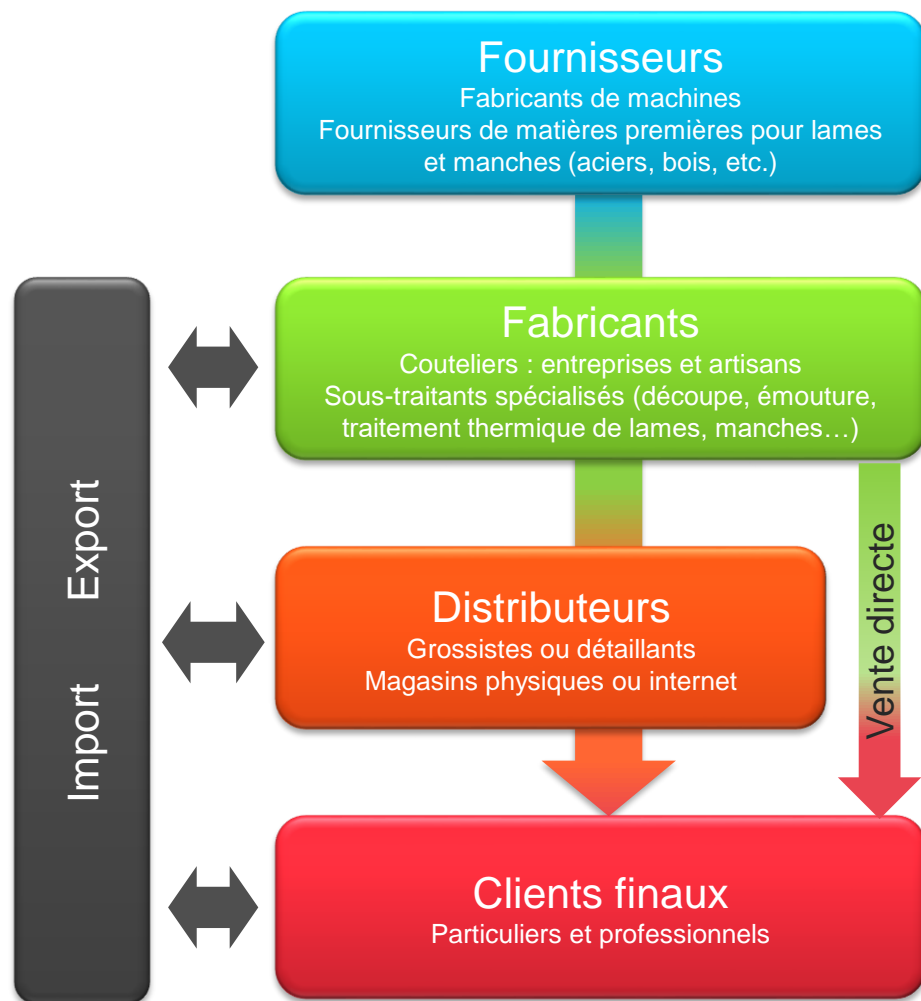 Fournisseurs
Fabricants de machines
Fournisseurs de matières premières pour lames
et manches (aciers, bois, etc.)
Fabricants
Couteliers : entreprises et artisans
Sous-traitants spécialisés (découpe, émouture,
traitement thermique de lames, manches…)
Import Export
Distributeurs
Grossistes ou détaillants
Magasins physiques ou internet
Vente directe
Clients finaux
Particuliers et professionnels